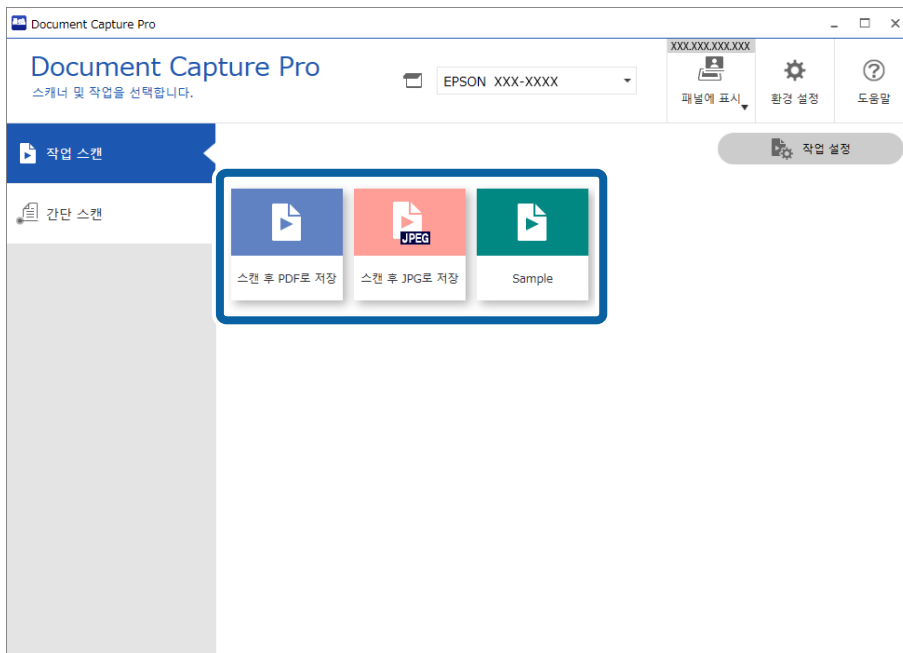 Document Capture Pro
Document Capture Pro
스캐너 및 작업을 선택합니다.
EPSON XXX-XXXX
XXX.XXX.XXX.XXX
패널에 표시
환경 설정
도움말
작업 스캔
작업 설정
간단 스캔
JPEG
스캔 후 PDF로 저장
스캔 후 JPG로 저장
Sample